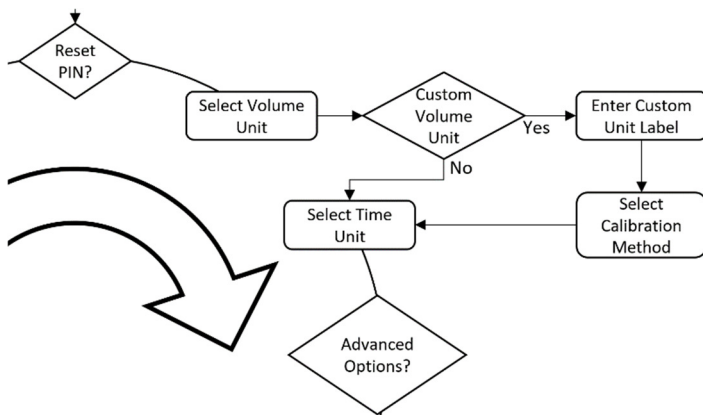 Reset
PIN?
Select Volume
Unit
Custom
Volume
Unit
Yes
Enter Custom
Unit Label
No
Select Time
Unit
Select
Calibration
Method
Advanced
Options?